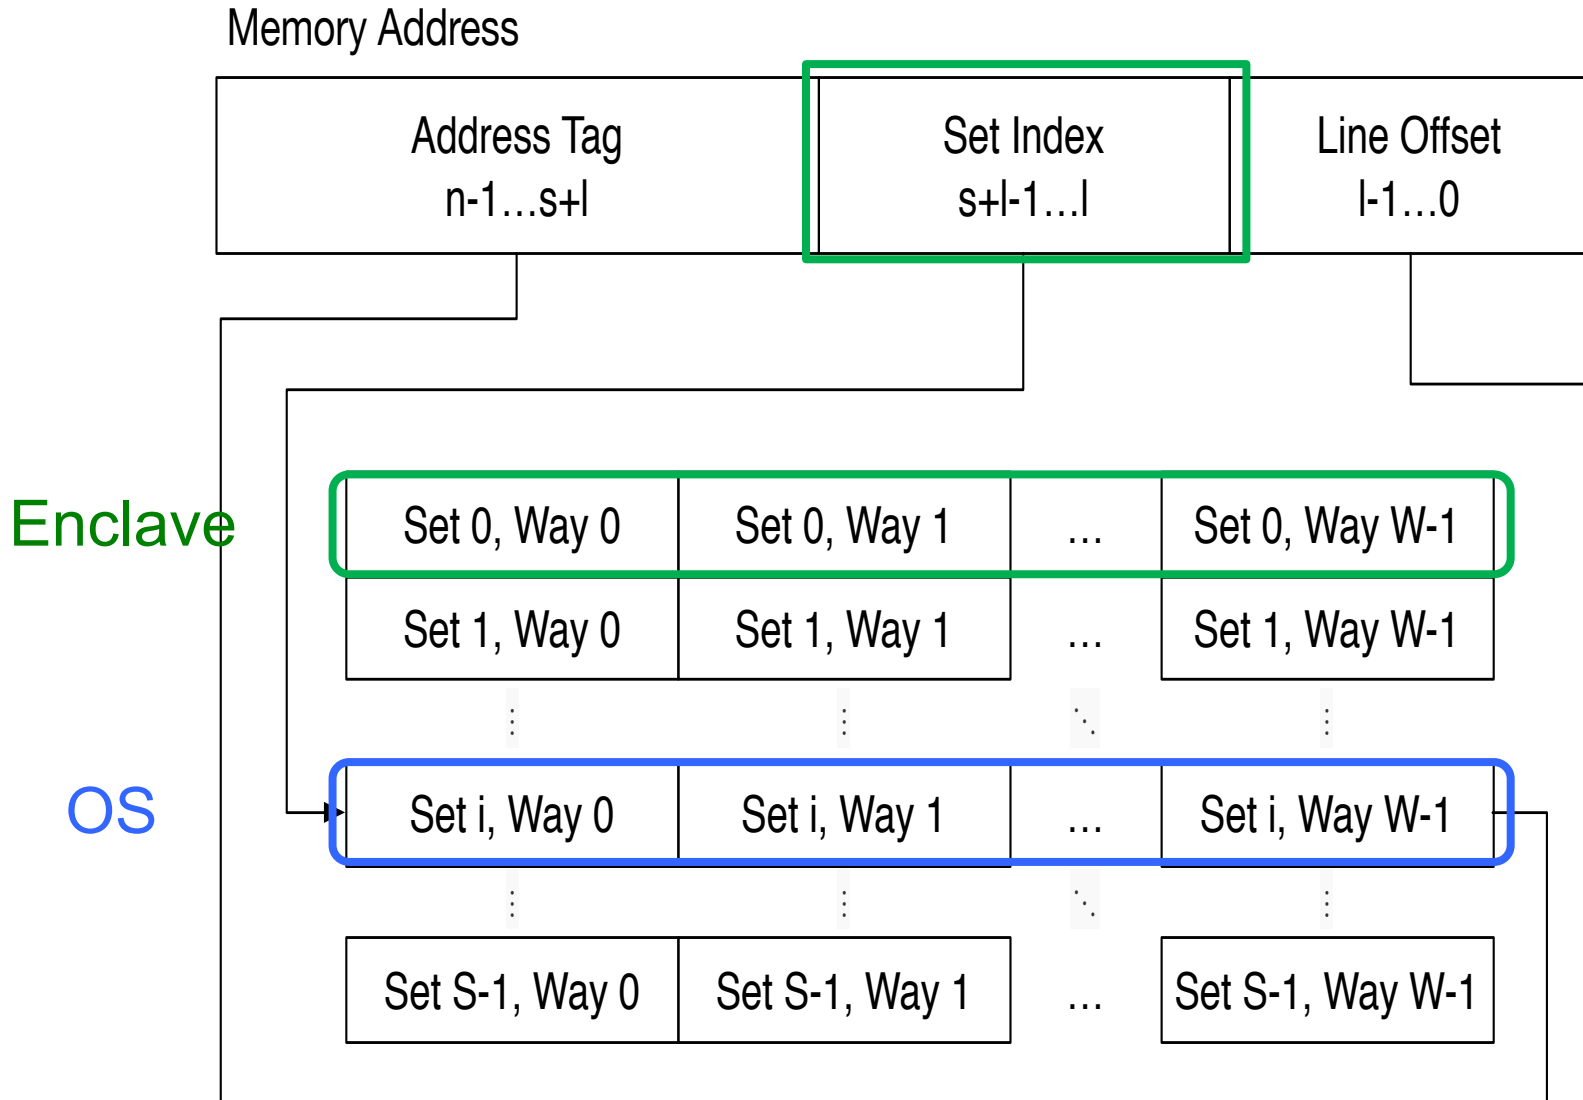 Memory Address
Address Tag
n-1…s+l
Set Index
s+l-1…l
Line Offset
l-1…0
Enclave
Set 0, Way 0
Set 0, Way 1
…
Set 0, Way W-1
Set 1, Way 0
Set 1, Way 1
…
Set 1, Way W-1
⋮
⋮
⋱
⋮
OS
Set i, Way 0
Set i, Way 1
…
Set i, Way W-1
⋮
⋮
⋱
⋮
Set S-1, Way 0
Set S-1, Way 1
…
Set S-1, Way W-1